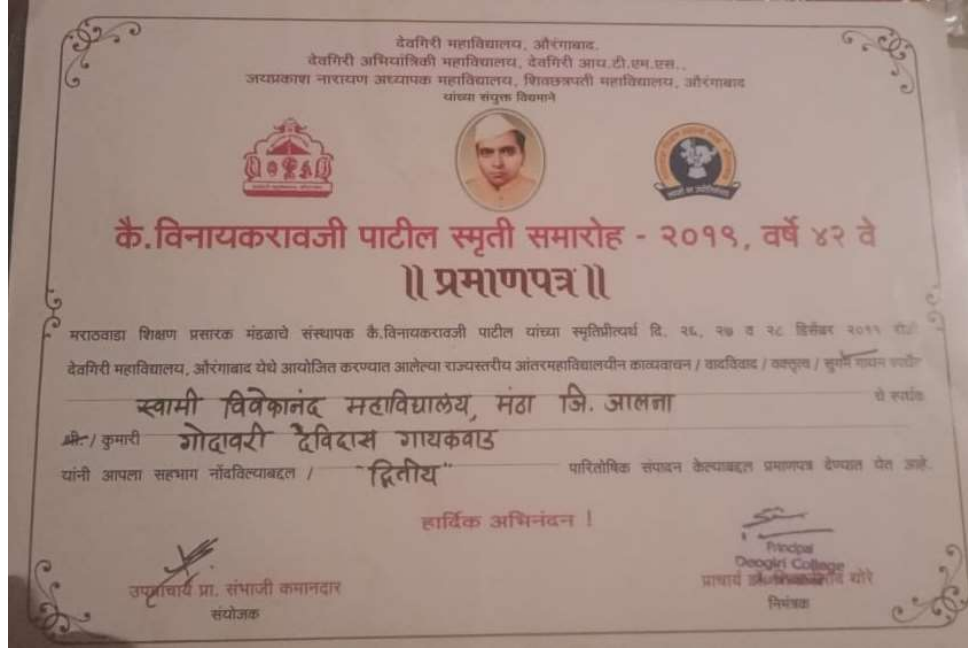 देवगिरी महाविद्यालय, औरंगाबाद.
देवगिरी अभियांत्रिकी महाविद्यालय, देवगिरी आय.टी.एम.एस.,
जयप्रकाश नारायण अध्यापक महाविद्यालय, शिवछत्रपती महाविद्यालय, औरंगाबाद
यांच्या संयुक्त विद्यमाने
कै.विनायकरावजी पाटील स्मृती समारोह - २०१९, वर्षे ४२ वे
॥ प्रमाणपत्र ॥
मराठवाडा शिक्षण प्रसारक मंडळाचे संस्थापक कै.विनायकरावजी पाटील यांच्या स्मृतिप्रीत्यर्थ दि. २६, २७ व २८ डिसेंबर २०१९ रोजी
देवगिरी महाविद्यालय, औरंगाबाद येथे आयोजित करण्यात आलेल्या राज्यस्तरीय आंतरमहाविद्यालयीन काव्यवाचन / वादविवाद / वक्तृत्व / सुगम गायन स्पर्धेत
स्वामी विवेकानंद महाविद्यालय, मंठा जि. जालना चे स्पर्धक
श्री. / कुमारी गोदावरी देविदास गायकवाड
यांनी आपला सहभाग नोंदविल्याबद्दल / "द्वितीय" पारितोषिक संपादन केल्याबद्दल प्रमाणपत्र देण्यात येत आहे.
हार्दिक अभिनंदन !
Principal
Deogiri College
उपप्राचार्य प्रा. संभाजी कमानदार प्राचार्य थोरे
संयोजक निमंत्रक